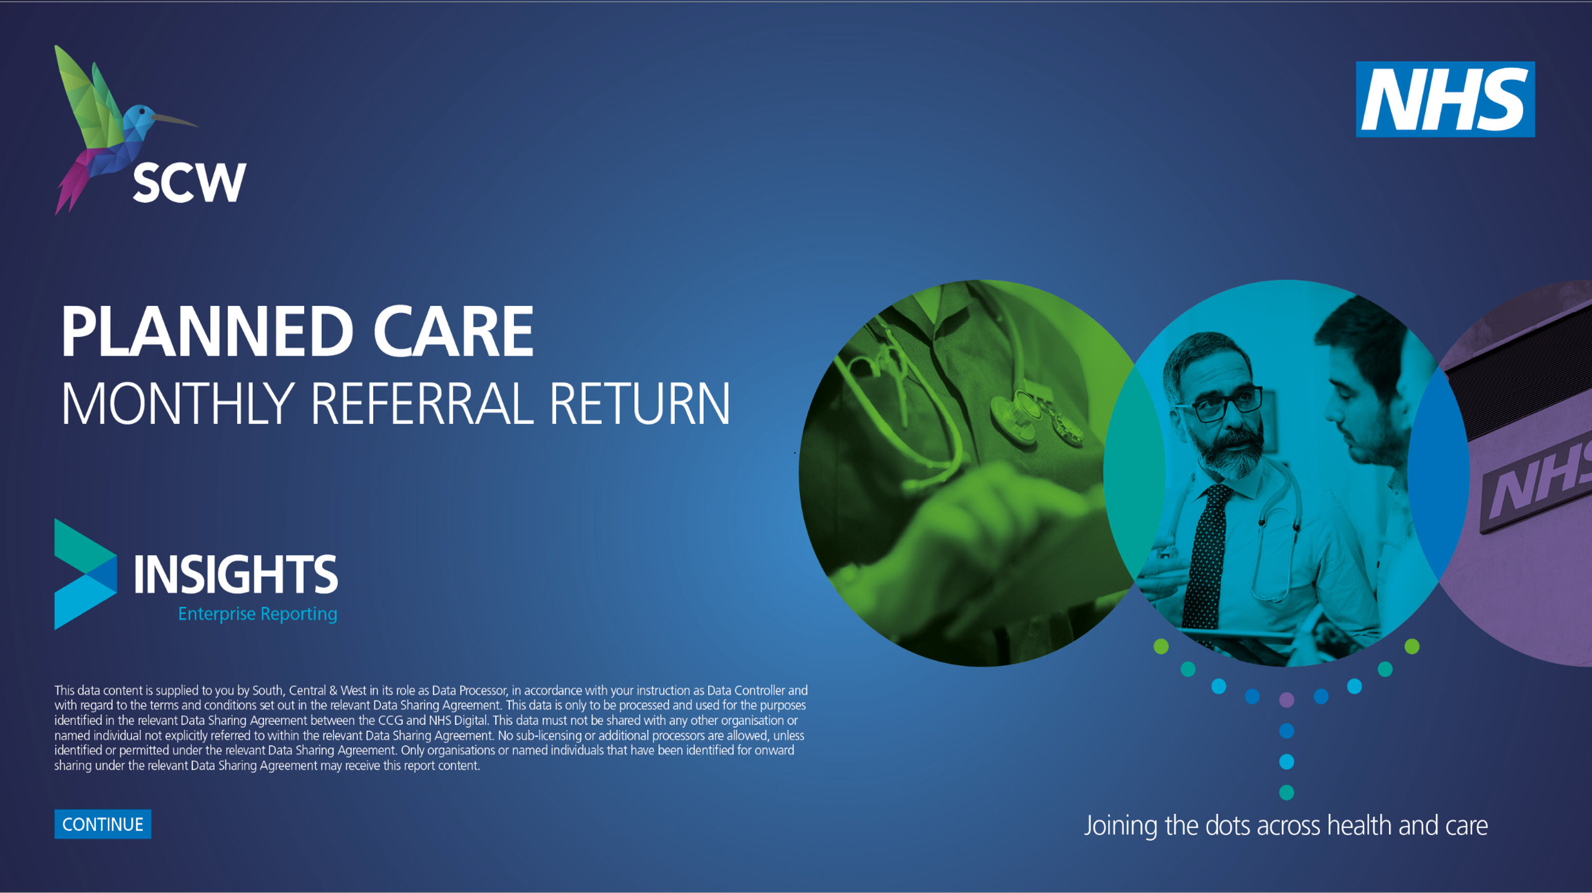 SCW
NHS
PLANNED CARE
MONTHLY REFERRAL RETURN
NHS
INSIGHTS
Enterprise Reporting
This data content is supplied to you by South, Central & West in its role as Data Processor, in accordance with your instruction as Data Controller and
with regard to the terms and conditions set out in the relevant Data Sharing Agreement. This data is only to be processed and used for the purposes
identified in the relevant Data Sharing Agreement between the CCG and NHS Digital. This data must not be shared with any other organisation or
named individual not explicitly referred to within the relevant Data Sharing Agreement. No sub-licensing or additional processors are allowed, unless
identified or permitted under the relevant Data Sharing Agreement. Only organisations or named individuals that have been identified for onward
sharing under the relevant Data Sharing Agreement may receive this report content.
CONTINUE
Joining the dots across health and care